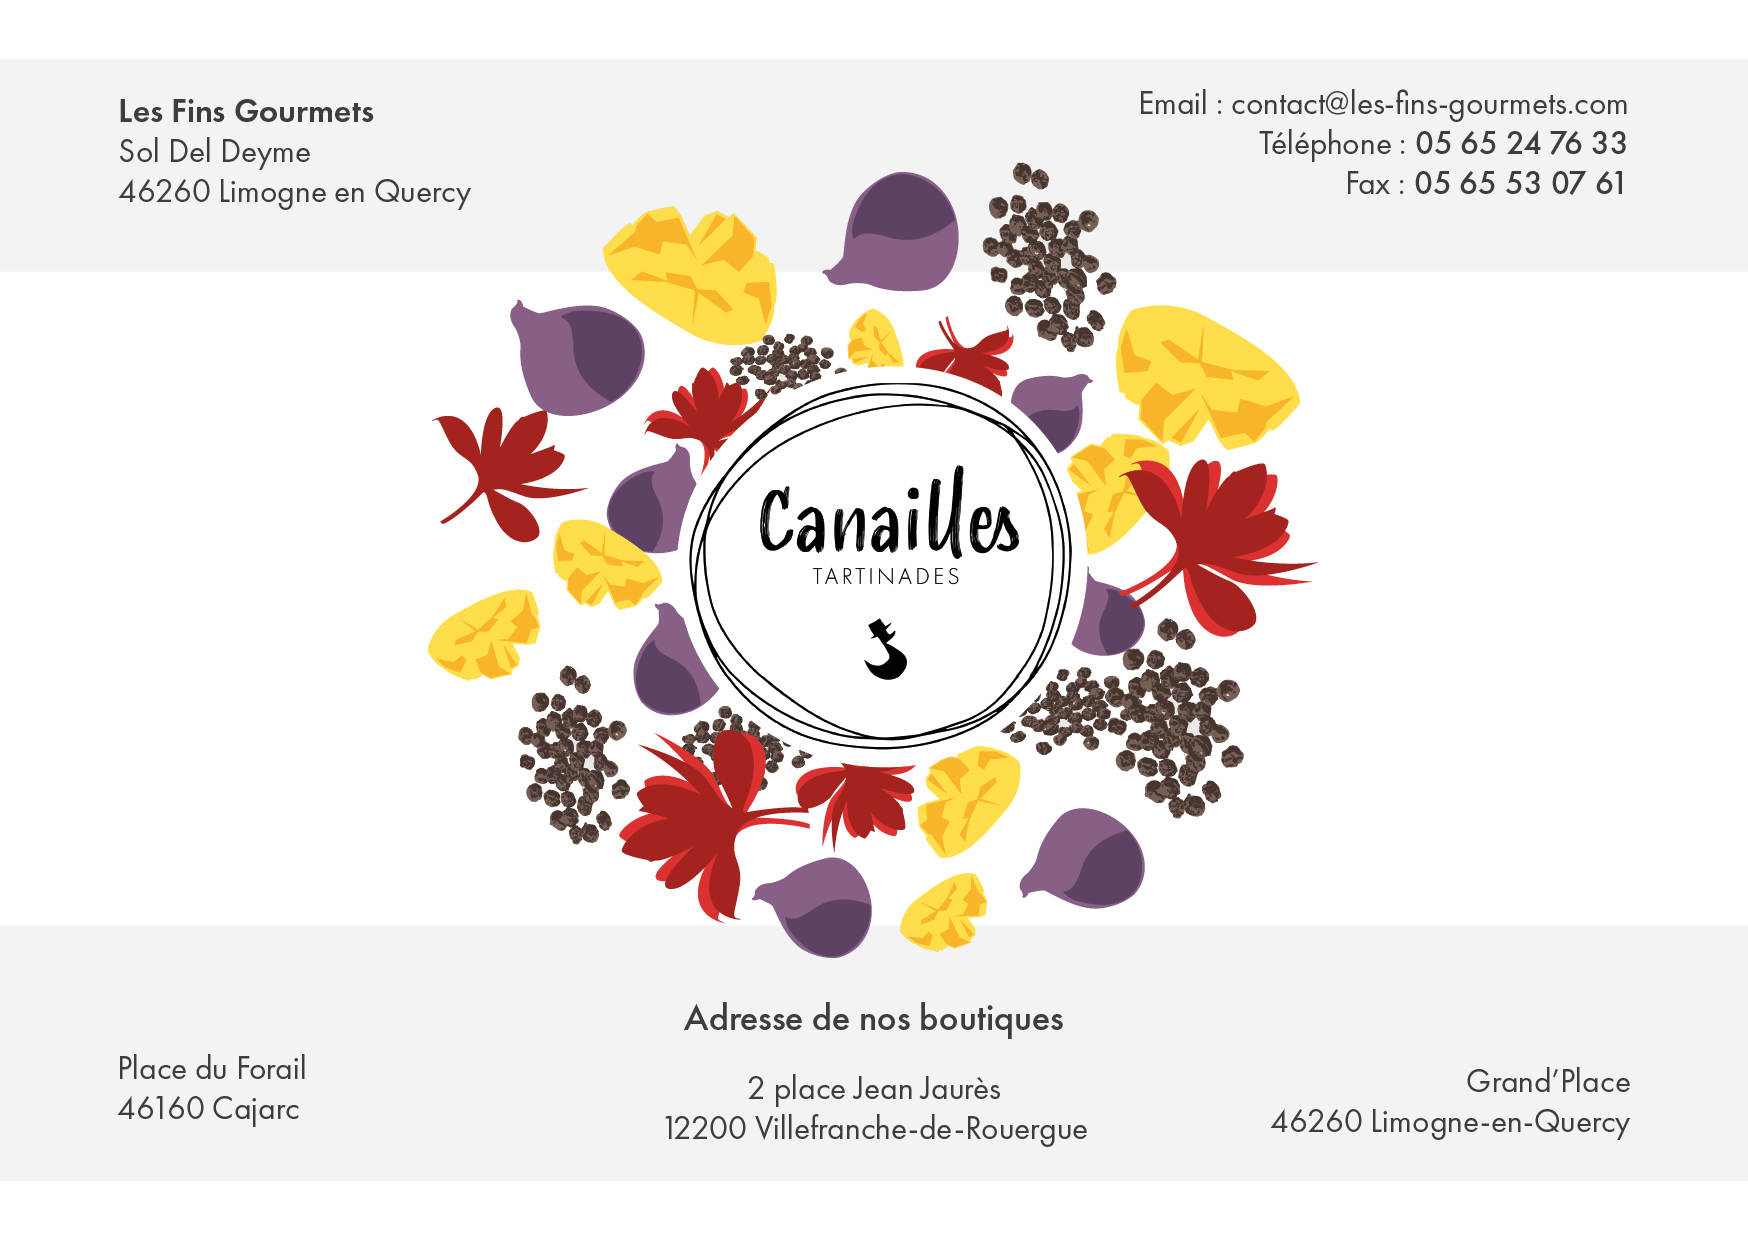 Les Fins Gourmets
Sol Del Deyme
46260 Limogne en Quercy
Email : contact@les-fins-gourmets.com
Téléphone : 05 65 24 76 33
Fax : 05 65 53 07 61
Canailles
TARTINADES
Adresse de nos boutiques
Place du Forail
46160 Cajarc
2 place Jean Jaurès
12200 Villefranche-de-Rouergue
Grand'Place
46260 Limogne-en-Quercy